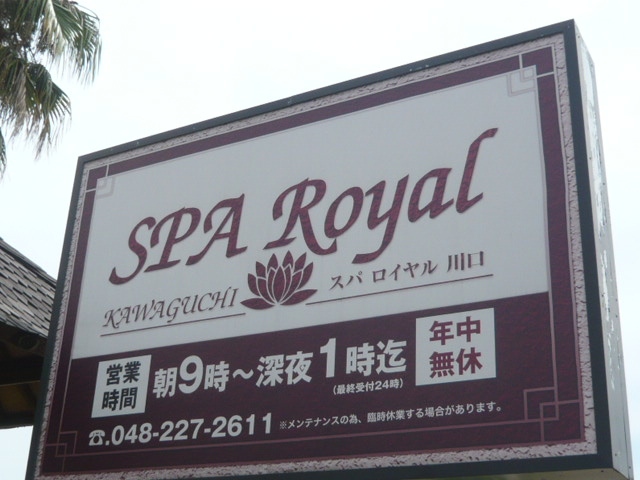 SPA Royal
KAWAGUCHI スパ ロイヤル 川口
営業時間 朝9時～深夜1時迄 年中無休
(最終受付24時)
☎048-227-2611 ※メンテナンスの為、臨時休業する場合があります。